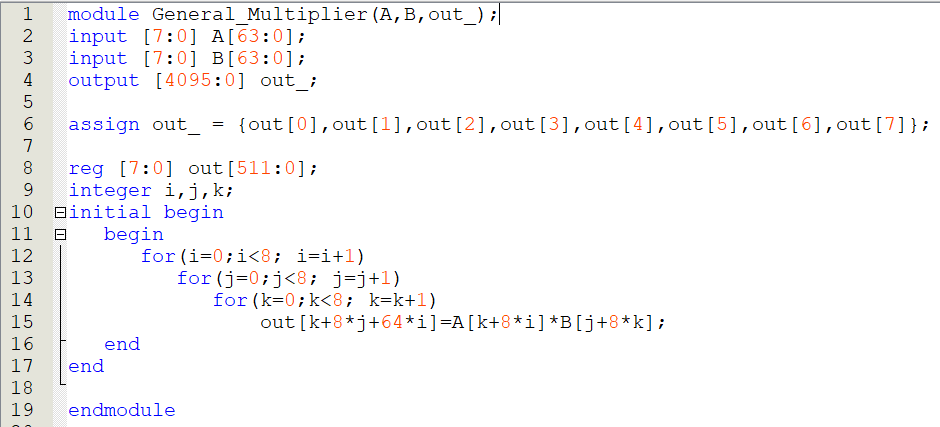 1 module General_Multiplier(A,B,out_);
2 input [7:0] A[63:0];
3 input [7:0] B[63:0];
4 output [4095:0] out_;
5
6 assign out_ = {out[0],out[1],out[2],out[3],out[4],out[5],out[6],out[7]};
7
8 reg [7:0] out[511:0];
9 integer i,j,k;
10 initial begin
11 begin
12 for(i=0;i<8; i=i+1)
13 for(j=0;j<8; j=j+1)
14 for(k=0;k<8; k=k+1)
15 out[k+8*j+64*i]=A[k+8*i]*B[j+8*k];
16 end
17 end
18
19 endmodule